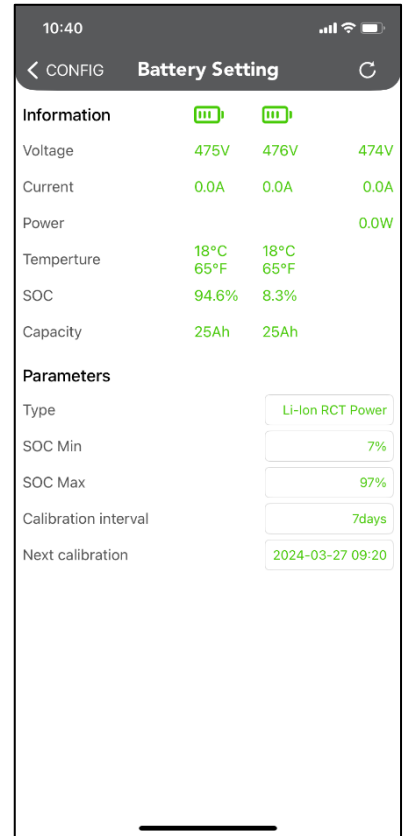 10:40
CONFIG Battery Setting
Information
Voltage 475V 476V 474V
Current 0.0A 0.0A 0.0A
Power 0.0W
Temperture 18°C 18°C
65°F 65°F
SOC 94.6% 8.3%
Capacity 25Ah 25Ah
Parameters
Type Li-Ion RCT Power
SOC Min 7%
SOC Max 97%
Calibration interval 7days
Next calibration 2024-03-27 09:20